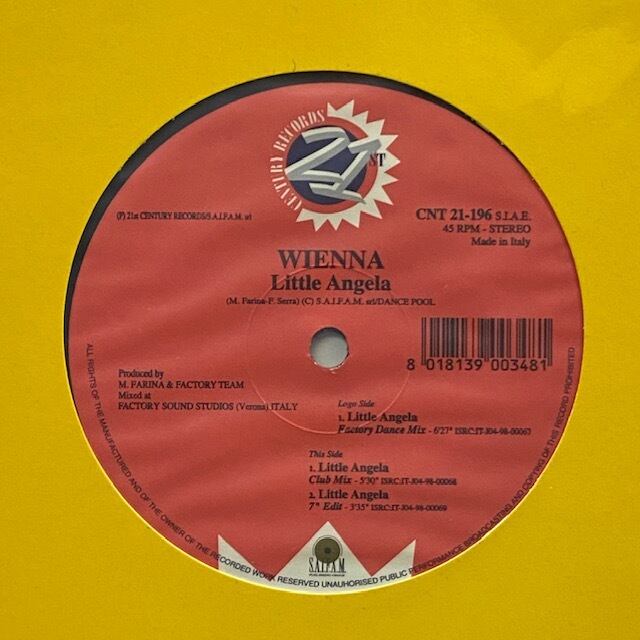 CENTURY RECORDS
21ST
(P) 21st CENTURY RECORDS/S.A.I.F.A.M. srl
CNT 21-196 S.I.A.E.
45 RPM - STEREO
Made in Italy
WIENNA
Little Angela
(M. Farina-F. Serra) (C) S.A.I.F.A.M. srl/DANCE POOL
8 018139 003481
Produced by
M. FARINA & FACTORY TEAM
Mixed at
FACTORY SOUND STUDIOS (Verona) ITALY
Logo Side
1. Little Angela
Factory Dance Mix - 6'27" ISRC:IT-J04-98-00067
This Side
1. Little Angela
Club Mix - 5'30" ISRC:IT-J04-98-00068
2. Little Angela
7" Edit - 3'35" ISRC:IT-J04-98-00069
S.A.I.F.A.M.
ALL RIGHTS OF THE MANUFACTURED AND OF THE OWNER OF THE RECORDED WORK RESERVED UNAUHORISED PUBLIC PERFORMANCE BROADCASTING AND COPYING OF THIS RECORD PROHIBITED